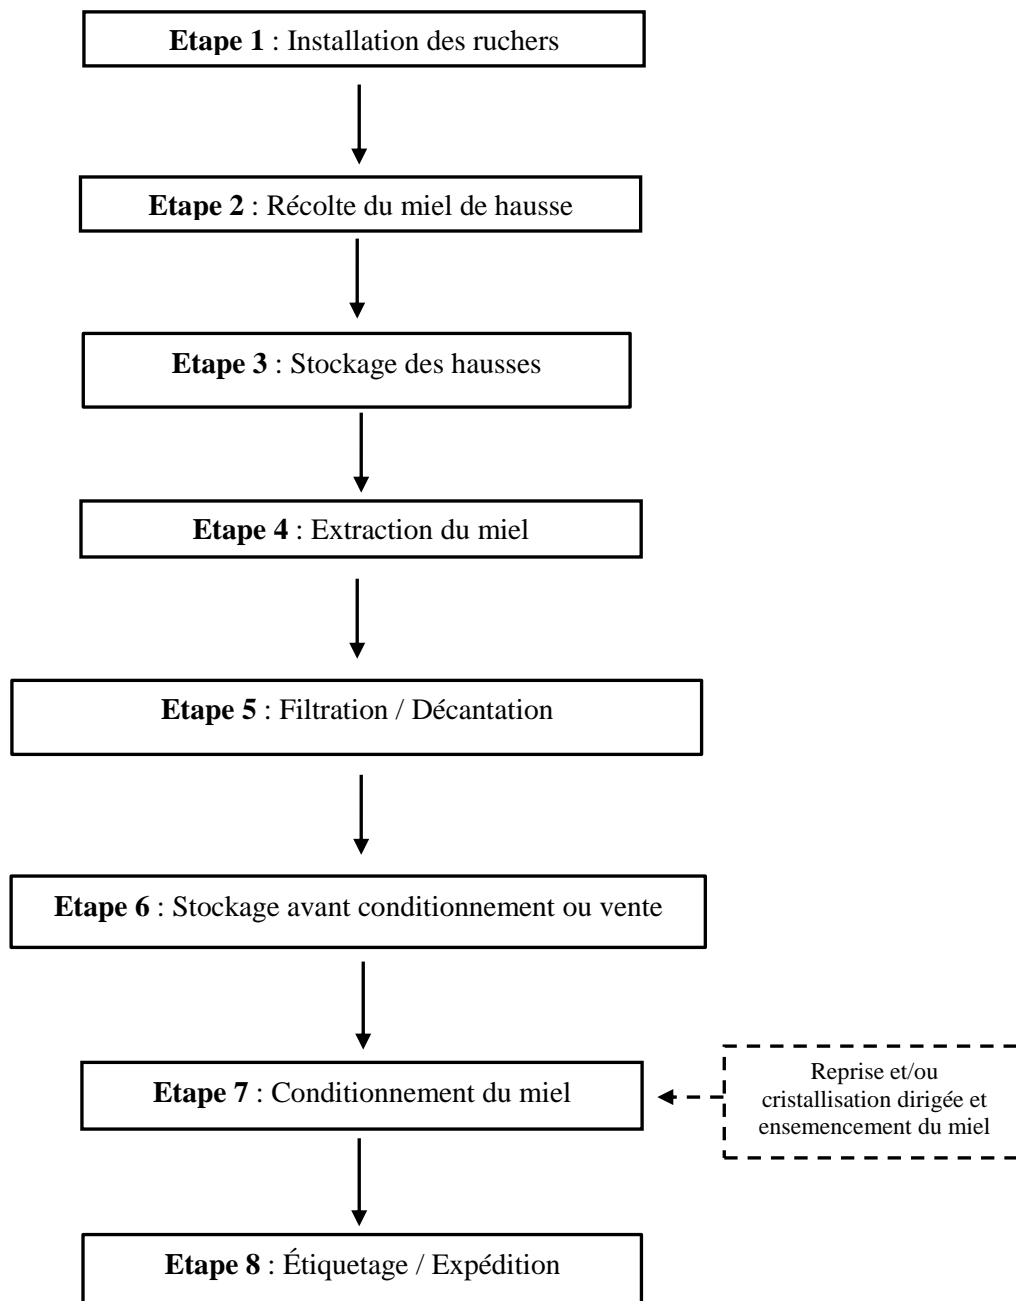 Etape 1 : Installation des ruchers
Etape 2 : Récolte du miel de hausse
Etape 3 : Stockage des hausses
Etape 4 : Extraction du miel
Etape 5 : Filtration / Décantation
Etape 6 : Stockage avant conditionnement ou vente
Etape 7 : Conditionnement du miel
Reprise et/ou
cristallisation dirigée et
ensemencement du miel
Etape 8 : Étiquetage / Expédition